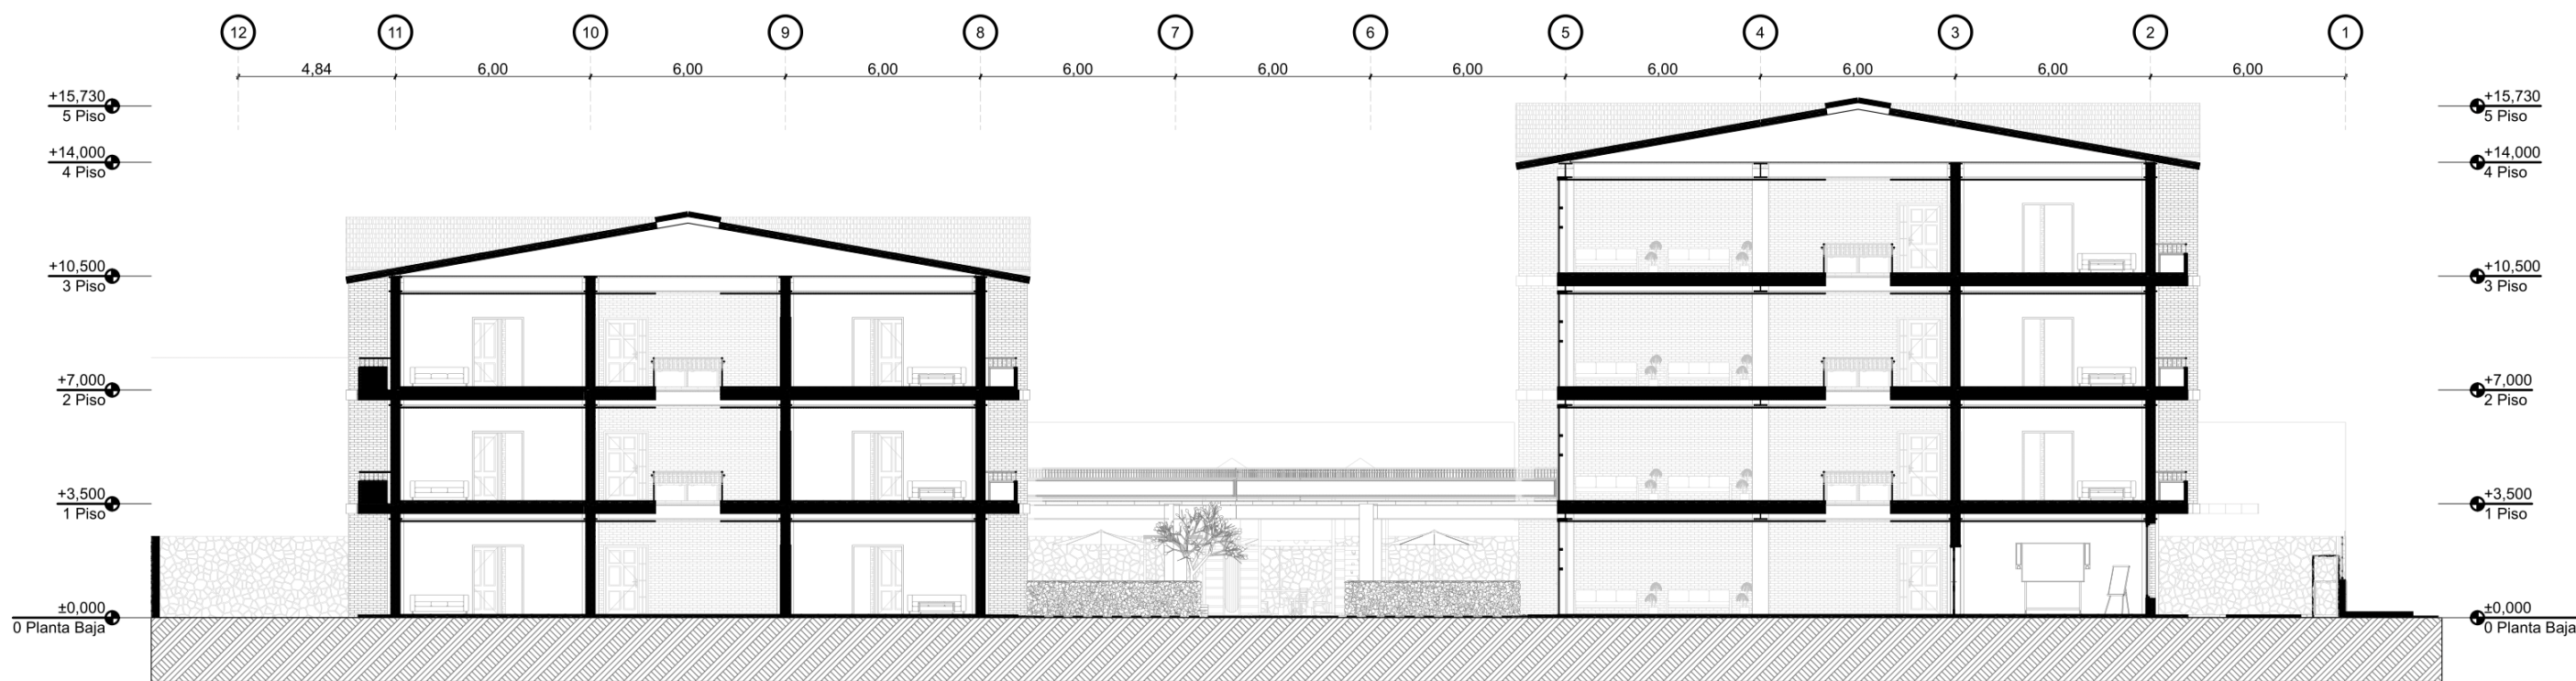 12 11 10 9 8 7 6 5 4 3 2 1
4,84 6,00 6,00 6,00 6,00 6,00 6,00 6,00 6,00 6,00 6,00
+15,730
5 Piso
+14,000
4 Piso
+10,500
3 Piso
+7,000
2 Piso
+3,500
1 Piso
±0,000
0 Planta Baja
+15,730
5 Piso
+14,000
4 Piso
+10,500
3 Piso
+7,000
2 Piso
+3,500
1 Piso
±0,000
0 Planta Baja